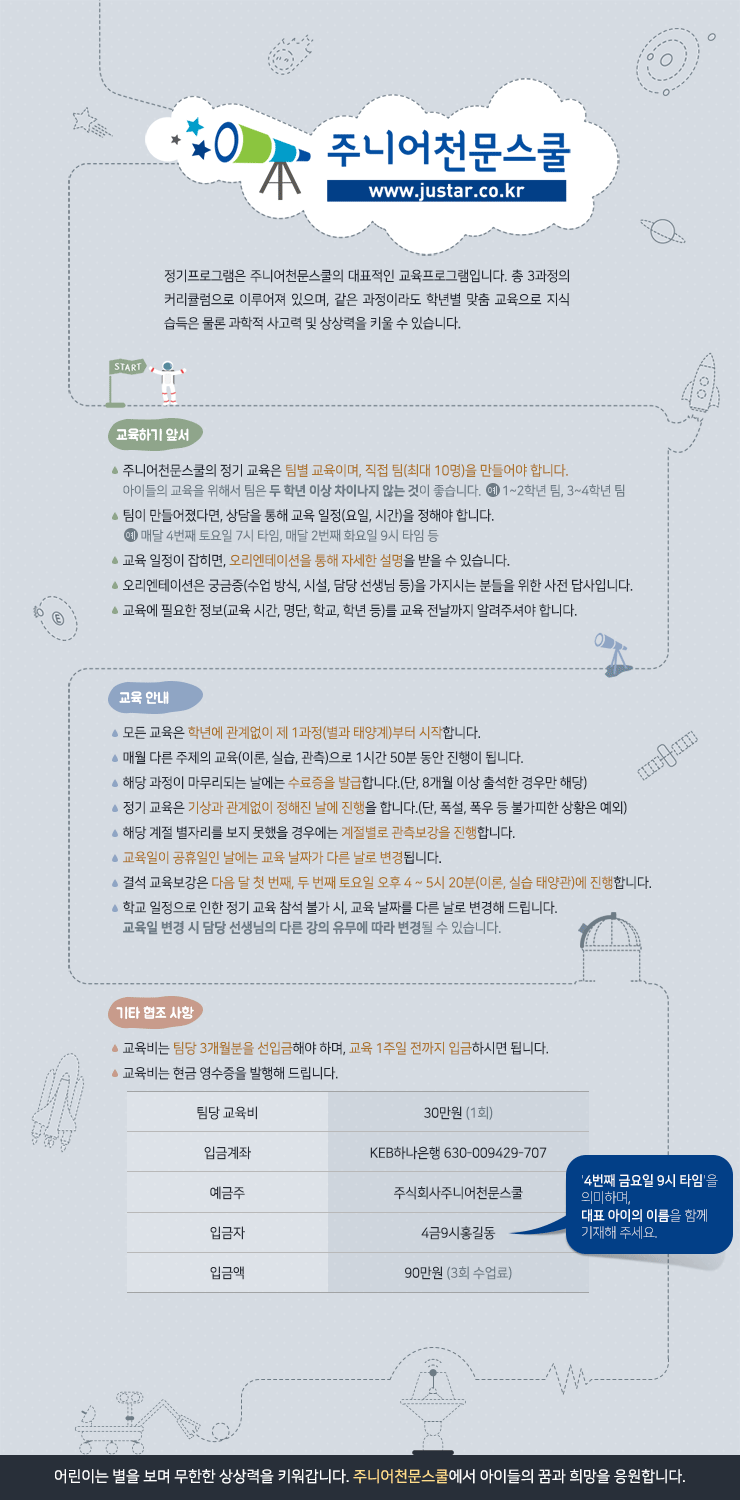 주니어천문스쿨
www.justar.co.kr
정기프로그램은 주니어천문스쿨의 대표적인 교육프로그램입니다. 총 3과정의
커리큘럼으로 이루어져 있으며, 같은 과정이라도 학년별 맞춤 교육으로 지식
습득은 물론 과학적 사고력 및 상상력을 키울 수 있습니다.
START
교육하기 앞서
주니어천문스쿨의 정기 교육은 팀별 교육이며, 직접 팀(최대 10명)을 만들어야 합니다.
아이들의 교육을 위해서 팀은 두 학년 이상 차이나지 않는 것이 좋습니다. 예 1~2학년 팀, 3~4학년 팀
팀이 만들어졌다면, 상담을 통해 교육 일정(요일, 시간)을 정해야 합니다.
예 매달 4번째 토요일 7시 타임, 매달 2번째 화요일 9시 타임 등
교육 일정이 잡히면, 오리엔테이션을 통해 자세한 설명을 받을 수 있습니다.
오리엔테이션은 궁금증(수업 방식, 시설, 담당 선생님 등)을 가지시는 분들을 위한 사전 답사입니다.
교육에 필요한 정보(교육 시간, 명단, 학교, 학년 등)를 교육 전날까지 알려주셔야 합니다.
E
교육 안내
모든 교육은 학년에 관계없이 제 1과정(별과 태양계)부터 시작합니다.
매월 다른 주제의 교육(이론, 실습, 관측)으로 1시간 50분 동안 진행이 됩니다.
해당 과정이 마무리되는 날에는 수료증을 발급합니다.(단, 8개월 이상 출석한 경우만 해당)
정기 교육은 기상과 관계없이 정해진 날에 진행을 합니다.(단, 폭설, 폭우 등 불가피한 상황은 예외)
해당 계절 별자리를 보지 못했을 경우에는 계절별로 관측보강을 진행합니다.
교육일이 공휴일인 날에는 교육 날짜가 다른 날로 변경됩니다.
결석 교육보강은 다음 달 첫 번째, 두 번째 토요일 오후 4 ~ 5시 20분(이론, 실습 태양관)에 진행합니다.
학교 일정으로 인한 정기 교육 참석 불가 시, 교육 날짜를 다른 날로 변경해 드립니다.
교육일 변경 시 담당 선생님의 다른 강의 유무에 따라 변경될 수 있습니다.
기타 협조 사항
교육비는 팀당 3개월분을 선입금해야 하며, 교육 1주일 전까지 입금하시면 됩니다.
교육비는 현금 영수증을 발행해 드립니다.
팀당 교육비 30만원 (1회)
입금계좌 KEB하나은행 630-009429-707
예금주 주식회사주니어천문스쿨
입금자 4금9시홍길동
입금액 90만원 (3회 수업료)
'4번째 금요일 9시 타임'을
의미하며,
대표 아이의 이름을 함께
기재해 주세요.
어린이는 별을 보며 무한한 상상력을 키워갑니다. 주니어천문스쿨에서 아이들의 꿈과 희망을 응원합니다.